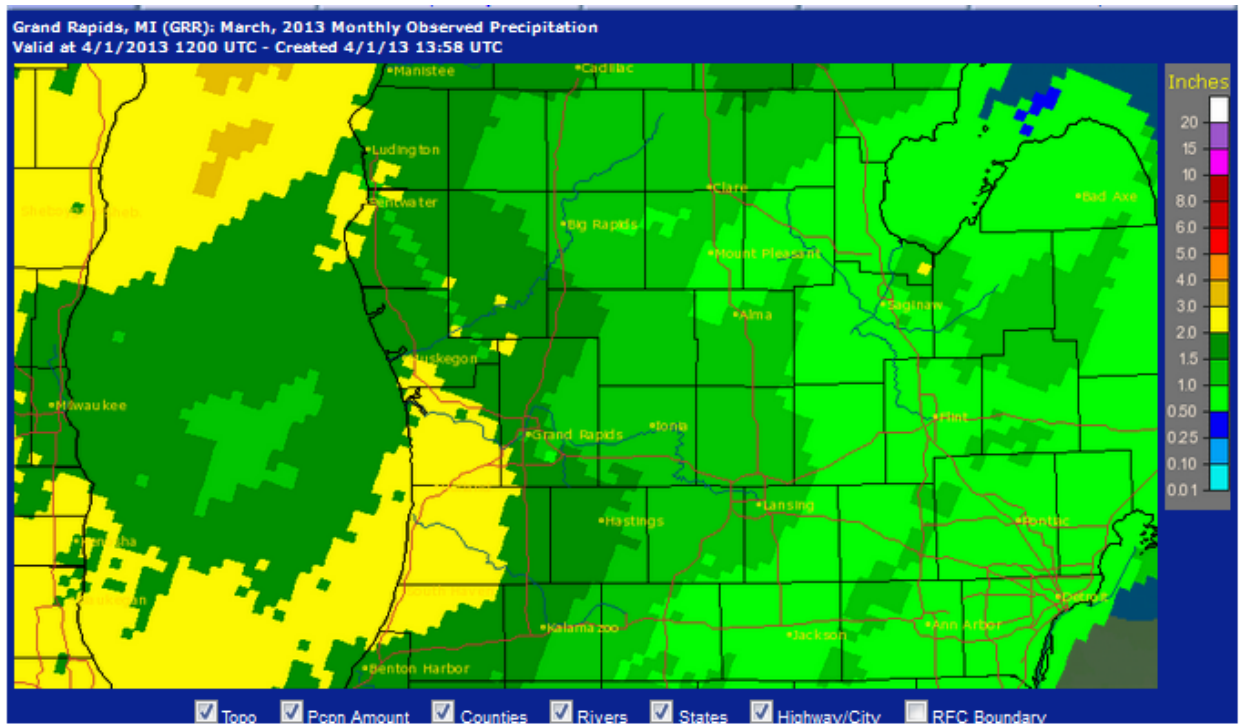 Grand Rapids, MI (GRR): March, 2013 Monthly Observed Precipitation
Valid at 4/1/2013 1200 UTC - Created 4/1/13 13:58 UTC
Manistee
Cadillac
Inches
20
15
10
8.0
6.0
5.0
4.0
3.0
2.0
1.5
1.0
0.50
0.25
0.10
0.01
Ludington
Clare
Pentwater
Bad Axe
Big Rapids
Mount Pleasant
Saginaw
Alma
Muskegon
Milwaukee
Flint
Grand Rapids
Ionia
Lansing
Hastings
Pontiac
Kenosha
South Haven
Waukegan
Detroit
Kalamazoo
Ann Arbor
Jackson
Benton Harbor
Topo
Pcpn Amount
Counties
Rivers
States
Highway/City
RFC Boundary